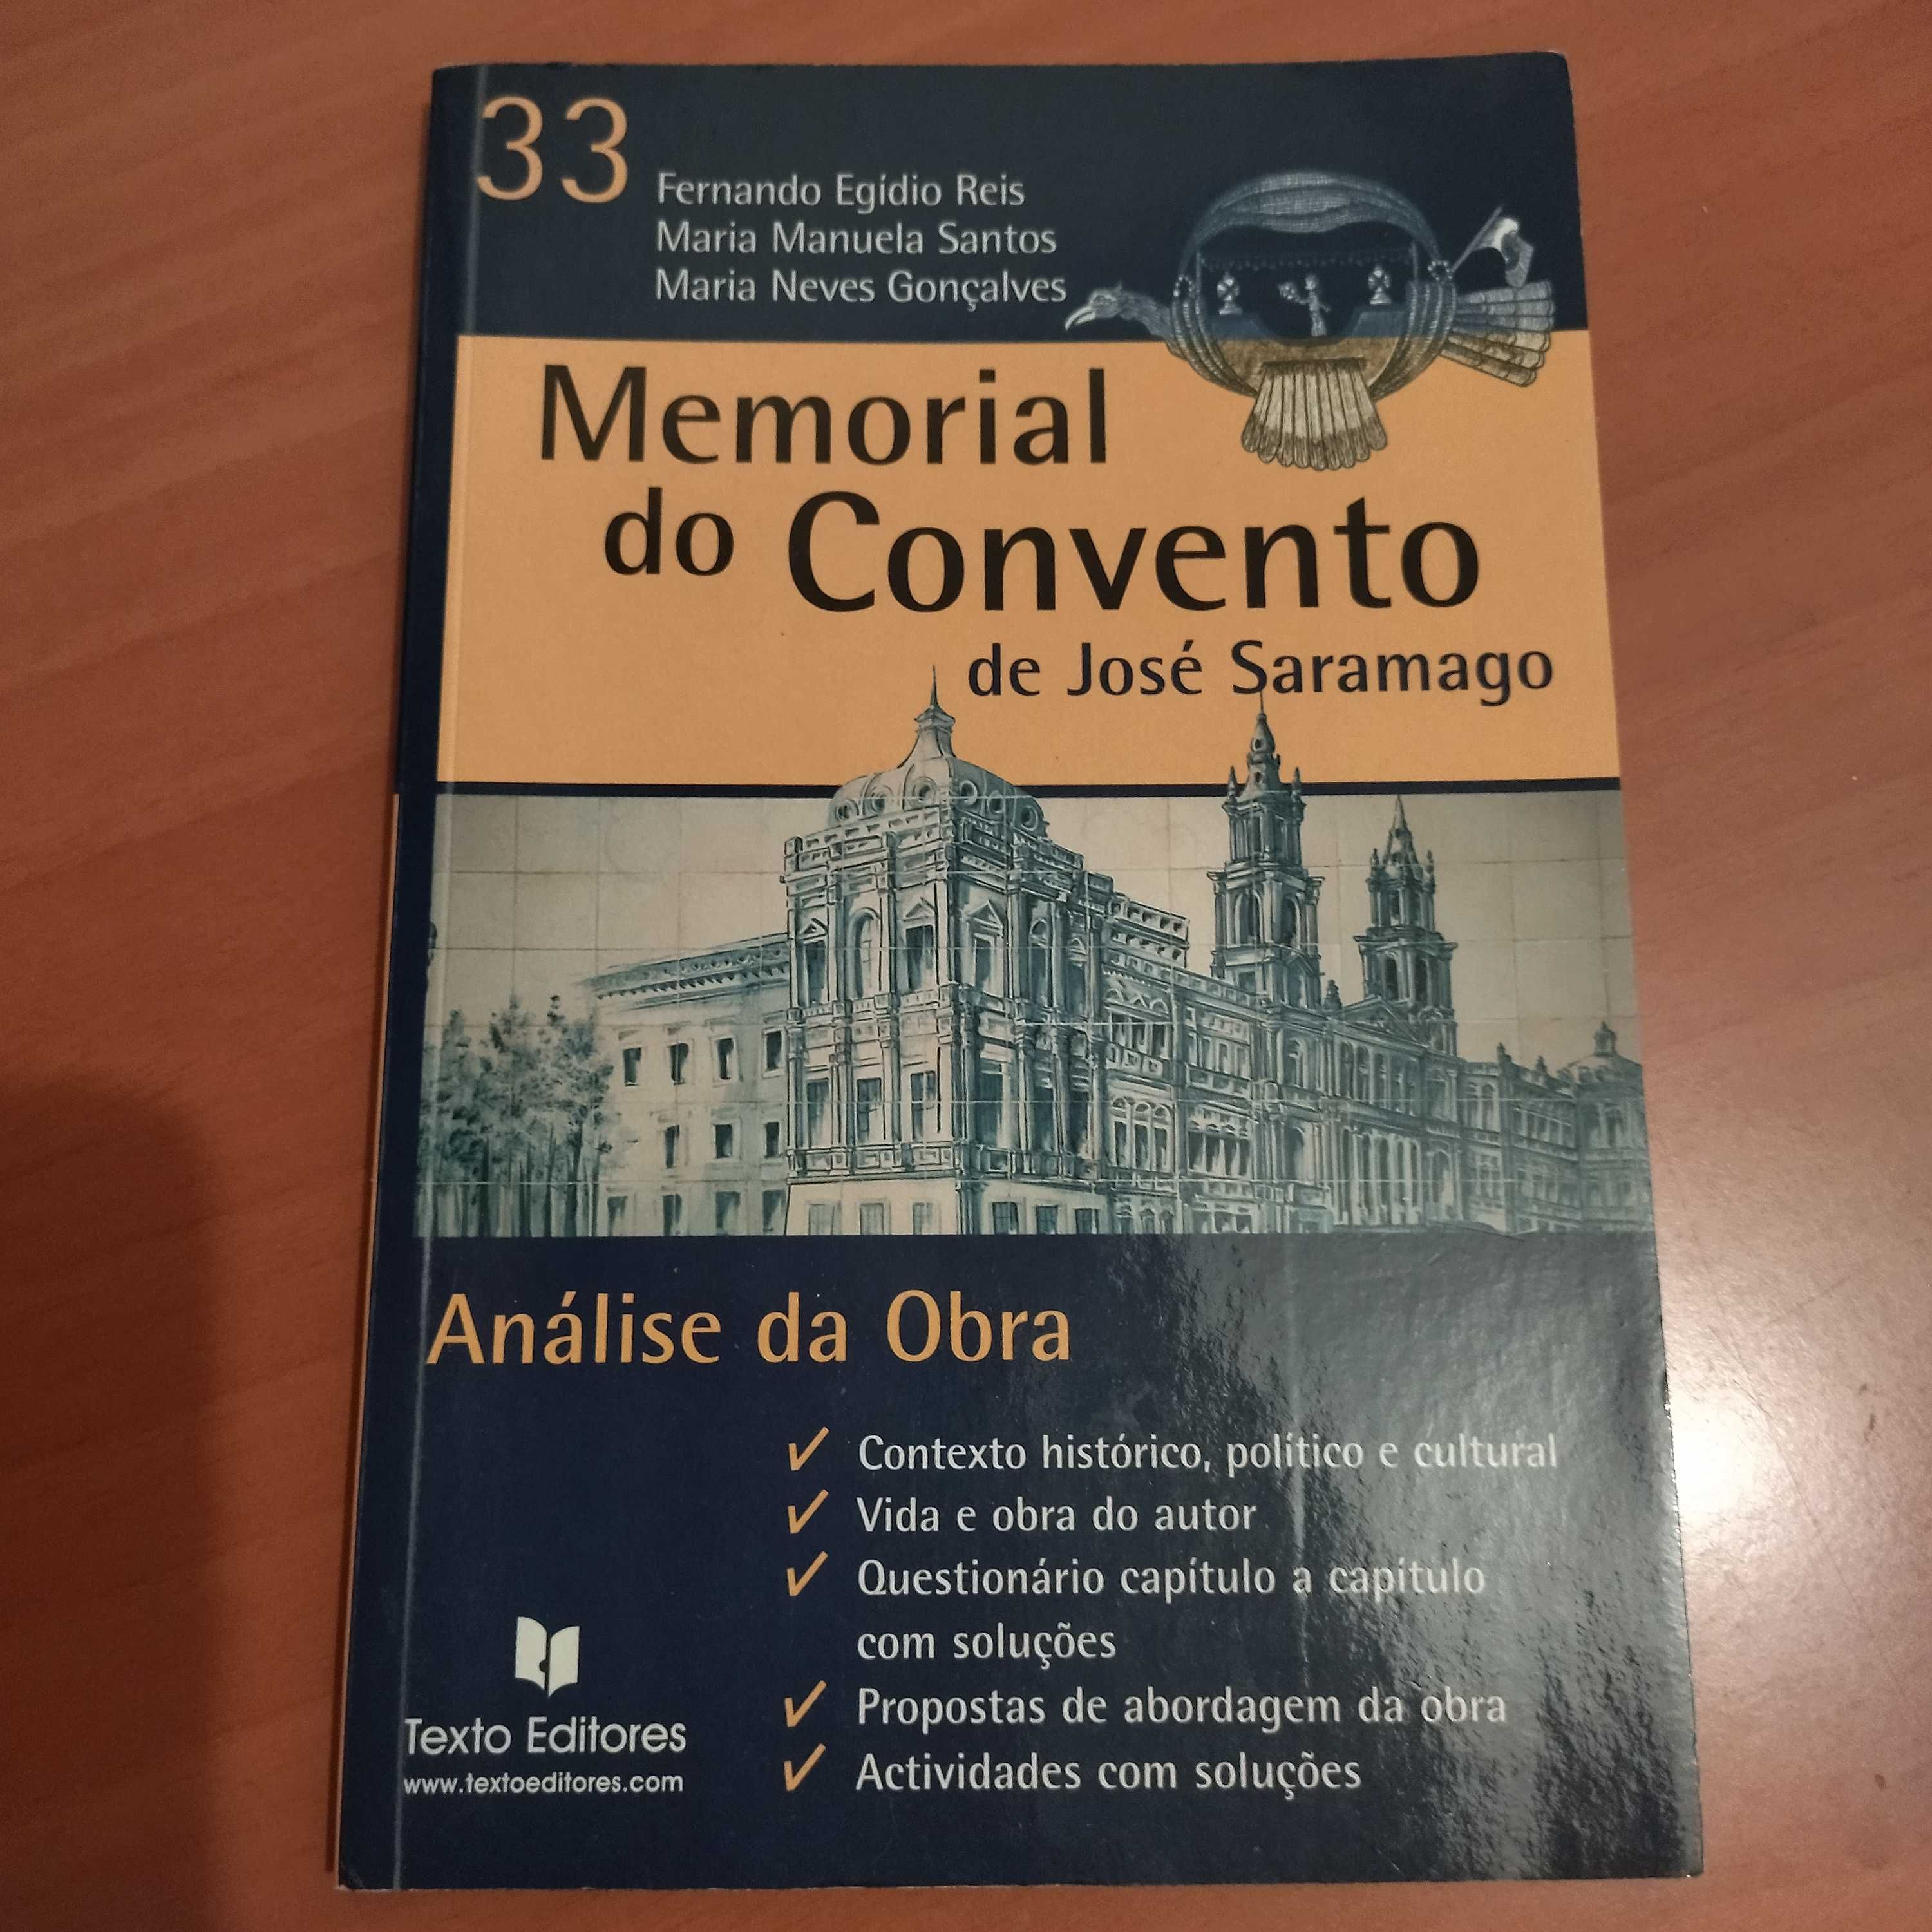 33
Fernando Egídio Reis
Maria Manuela Santos
Maria Neves Gonçalves
Memorial
do Convento
de José Saramago
Análise da Obra
✓ Contexto histórico, político e cultural
✓ Vida e obra do autor
✓ Questionário capítulo a capítulo
com soluções
✓ Propostas de abordagem da obra
✓ Actividades com soluções
Texto Editores
www.textoeditores.com